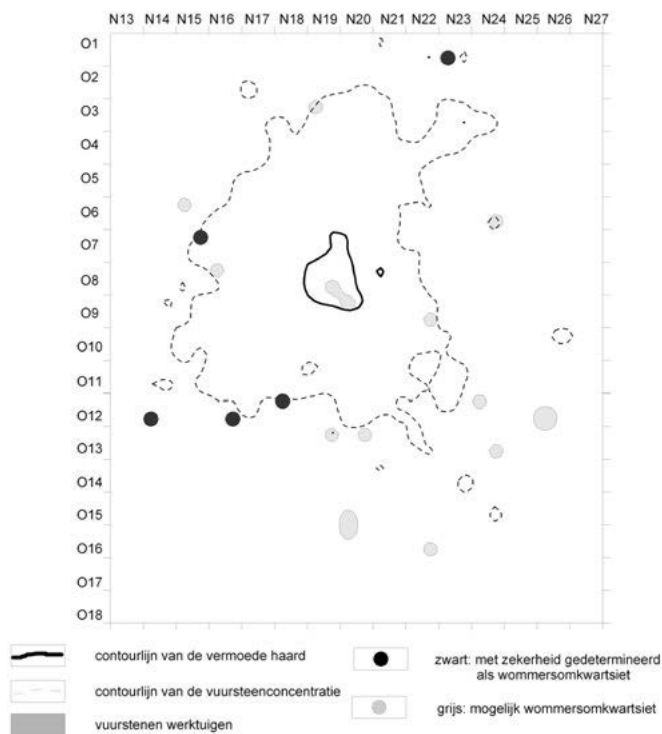 N13 N14 N15 N16 N17 N18 N19 N20 N21 N22 N23 N24 N25 N26 N27
O1
O2
O3
O4
O5
O6
O7
O8
O9
O10
O11
O12
O13
O14
O15
O16
O17
O18
contourlijn van de vermoede haard
contourlijn van de vuursteenconcentratie
vuurstenen werktuigen
zwart: met zekerheid gedetermineerd
als wommersomkwartsiet
grijs: mogelijk wommersomkwartsiet